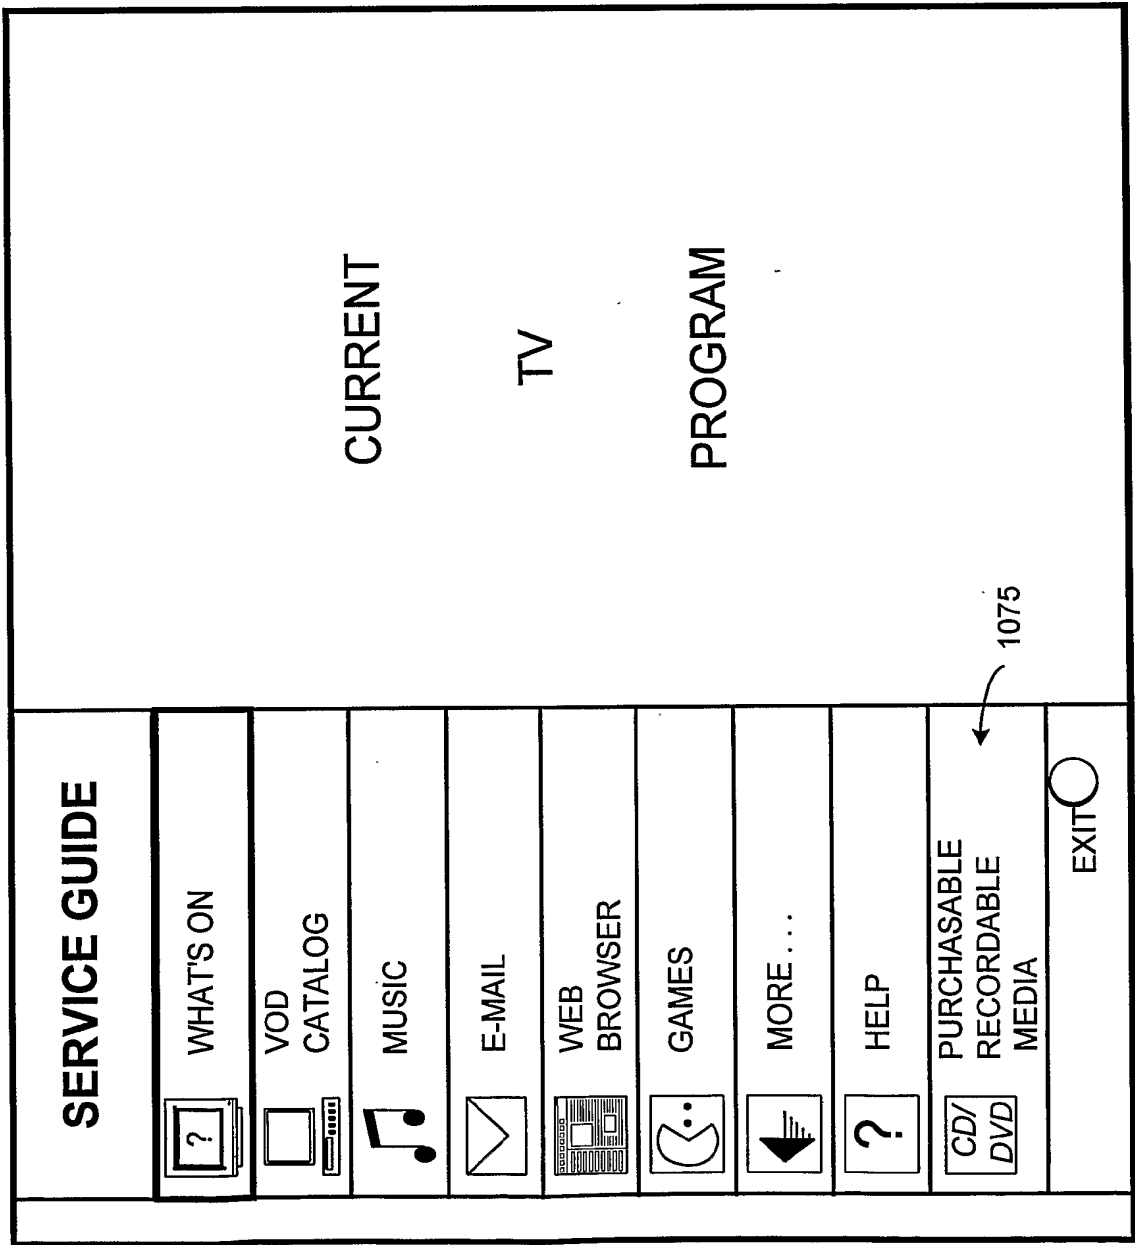 SERVICE GUIDE
?
WHAT'S ON
VOD
CATALOG
MUSIC
E-MAIL
WEB
BROWSER
GAMES
MORE....
?
HELP
CD/
DVD
PURCHASABLE
RECORDABLE
MEDIA
EXIT
1075
CURRENT
TV
PROGRAM